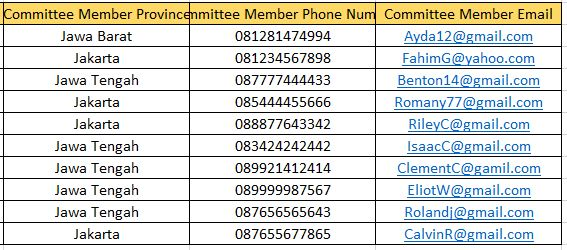 Committee Member Province mmittee Member Phone Num Committee Member Email
Jawa Barat 081281474994 Ayda12@gmail.com
Jakarta 081234567898 FahimG@yahoo.com
Jawa Tengah 087777444433 Benton14@gmail.com
Jakarta 085444455666 Romany77@gmail.com
Jakarta 088877643342 RileyC@gmail.com
Jawa Tengah 083424242442 IsaacC@gmail.com
Jawa Tengah 089921412414 ClementC@gamil.com
Jawa Tengah 089999987567 EliotW@gmail.com
Jawa Tengah 087656565643 Rolandj@gmail.com
Jakarta 087655677865 CalvinR@gmail.com